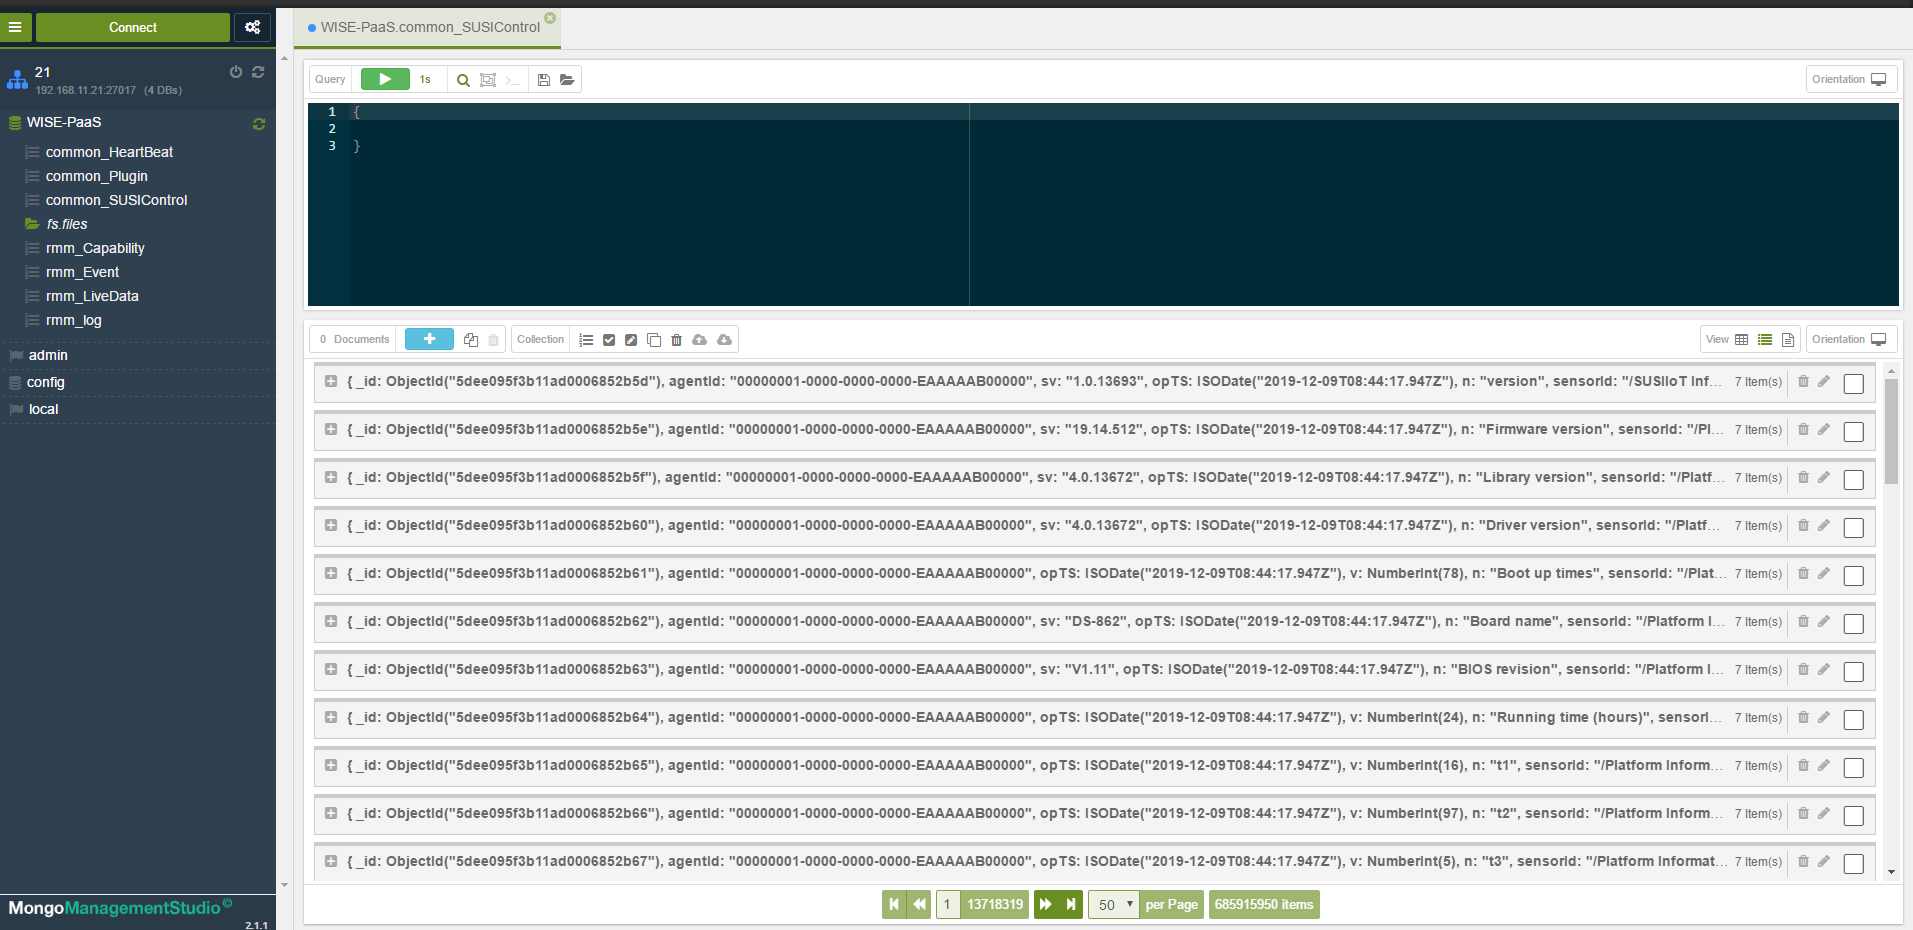 Connect
21
192.168.11.21:27017 (4 DBs)
WISE-PaaS
common_HeartBeat
common_Plugin
common_SUSIControl
fs.files
rmm_Capability
rmm_Event
rmm_LiveData
rmm_log
admin
config
local
MongoManagementStudio©
2.1.1
WISE-PaaS.common_SUSIControl
Query 1s Orientation
1 {
2
3 }
0 Documents Collection View Orientation
{ _id: ObjectId("5dee095f3b11ad0006852b5d"), agentId: "00000001-0000-0000-0000-EAAAAAB00000", sv: "1.0.13693", opTS: ISODate("2019-12-09T08:44:17.947Z"), n: "version", sensorId: "/SUSIIoT Inf... 7 Item(s)
{ _id: ObjectId("5dee095f3b11ad0006852b5e"), agentId: "00000001-0000-0000-0000-EAAAAAB00000", sv: "19.14.512", opTS: ISODate("2019-12-09T08:44:17.947Z"), n: "Firmware version", sensorId: "/Pl... 7 Item(s)
{ _id: ObjectId("5dee095f3b11ad0006852b5f"), agentId: "00000001-0000-0000-0000-EAAAAAB00000", sv: "4.0.13672", opTS: ISODate("2019-12-09T08:44:17.947Z"), n: "Library version", sensorId: "/Platf... 7 Item(s)
{ _id: ObjectId("5dee095f3b11ad0006852b60"), agentId: "00000001-0000-0000-0000-EAAAAAB00000", sv: "4.0.13672", opTS: ISODate("2019-12-09T08:44:17.947Z"), n: "Driver version", sensorId: "/Platf... 7 Item(s)
{ _id: ObjectId("5dee095f3b11ad0006852b61"), agentId: "00000001-0000-0000-0000-EAAAAAB00000", opTS: ISODate("2019-12-09T08:44:17.947Z"), v: NumberInt(78), n: "Boot up times", sensorId: "/Plat... 7 Item(s)
{ _id: ObjectId("5dee095f3b11ad0006852b62"), agentId: "00000001-0000-0000-0000-EAAAAAB00000", sv: "DS-862", opTS: ISODate("2019-12-09T08:44:17.947Z"), n: "Board name", sensorId: "/Platform I... 7 Item(s)
{ _id: ObjectId("5dee095f3b11ad0006852b63"), agentId: "00000001-0000-0000-0000-EAAAAAB00000", sv: "V1.11", opTS: ISODate("2019-12-09T08:44:17.947Z"), n: "BIOS revision", sensorId: "/Platform I... 7 Item(s)
{ _id: ObjectId("5dee095f3b11ad0006852b64"), agentId: "00000001-0000-0000-0000-EAAAAAB00000", opTS: ISODate("2019-12-09T08:44:17.947Z"), v: NumberInt(24), n: "Running time (hours)", sensorI... 7 Item(s)
{ _id: ObjectId("5dee095f3b11ad0006852b65"), agentId: "00000001-0000-0000-0000-EAAAAAB00000", opTS: ISODate("2019-12-09T08:44:17.947Z"), v: NumberInt(16), n: "t1", sensorId: "/Platform Inform... 7 Item(s)
{ _id: ObjectId("5dee095f3b11ad0006852b66"), agentId: "00000001-0000-0000-0000-EAAAAAB00000", opTS: ISODate("2019-12-09T08:44:17.947Z"), v: NumberInt(97), n: "t2", sensorId: "/Platform Inform... 7 Item(s)
{ _id: ObjectId("5dee095f3b11ad0006852b67"), agentId: "00000001-0000-0000-0000-EAAAAAB00000", opTS: ISODate("2019-12-09T08:44:17.947Z"), v: NumberInt(5), n: "t3", sensorId: "/Platform Informat... 7 Item(s)
1 13718319 50 per Page 685915950 items